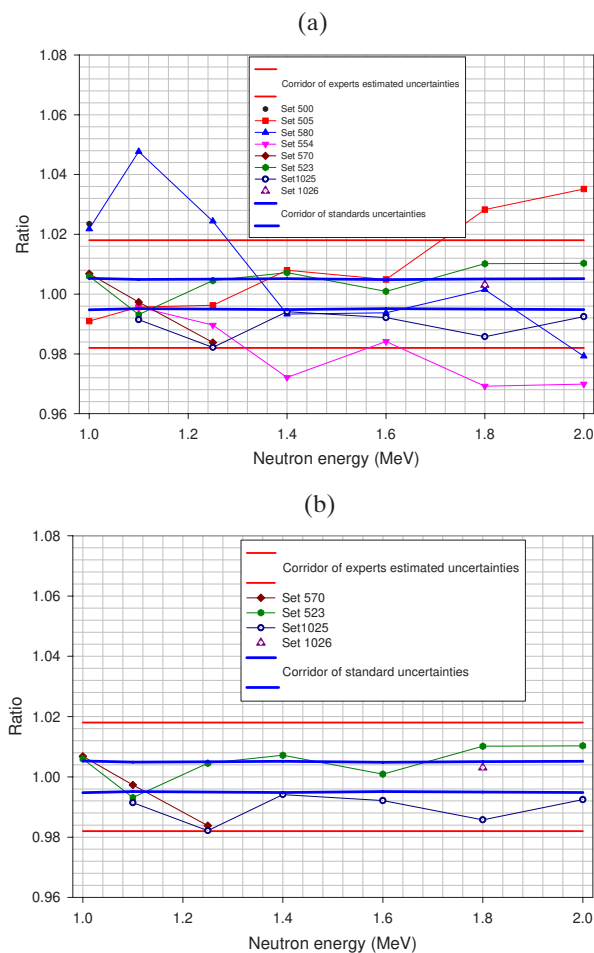 (a)
1.08
1.06
1.04
1.02
1.00
0.98
0.96
Ratio
Corridor of experts estimated uncertainties
Set 500
Set 505
Set 580
Set 554
Set 570
Set 523
Set1025
Set 1026
Corridor of standards uncertainties
1.0 1.2 1.4 1.6 1.8 2.0
Neutron energy (MeV)
(b)
1.08
1.06
1.04
1.02
1.00
0.98
0.96
Ratio
Corridor of experts estimated uncertainties
Set 570
Set 523
Set1025
Set 1026
Corridor of standard uncertainties
1.0 1.2 1.4 1.6 1.8 2.0
Neutron energy (MeV)